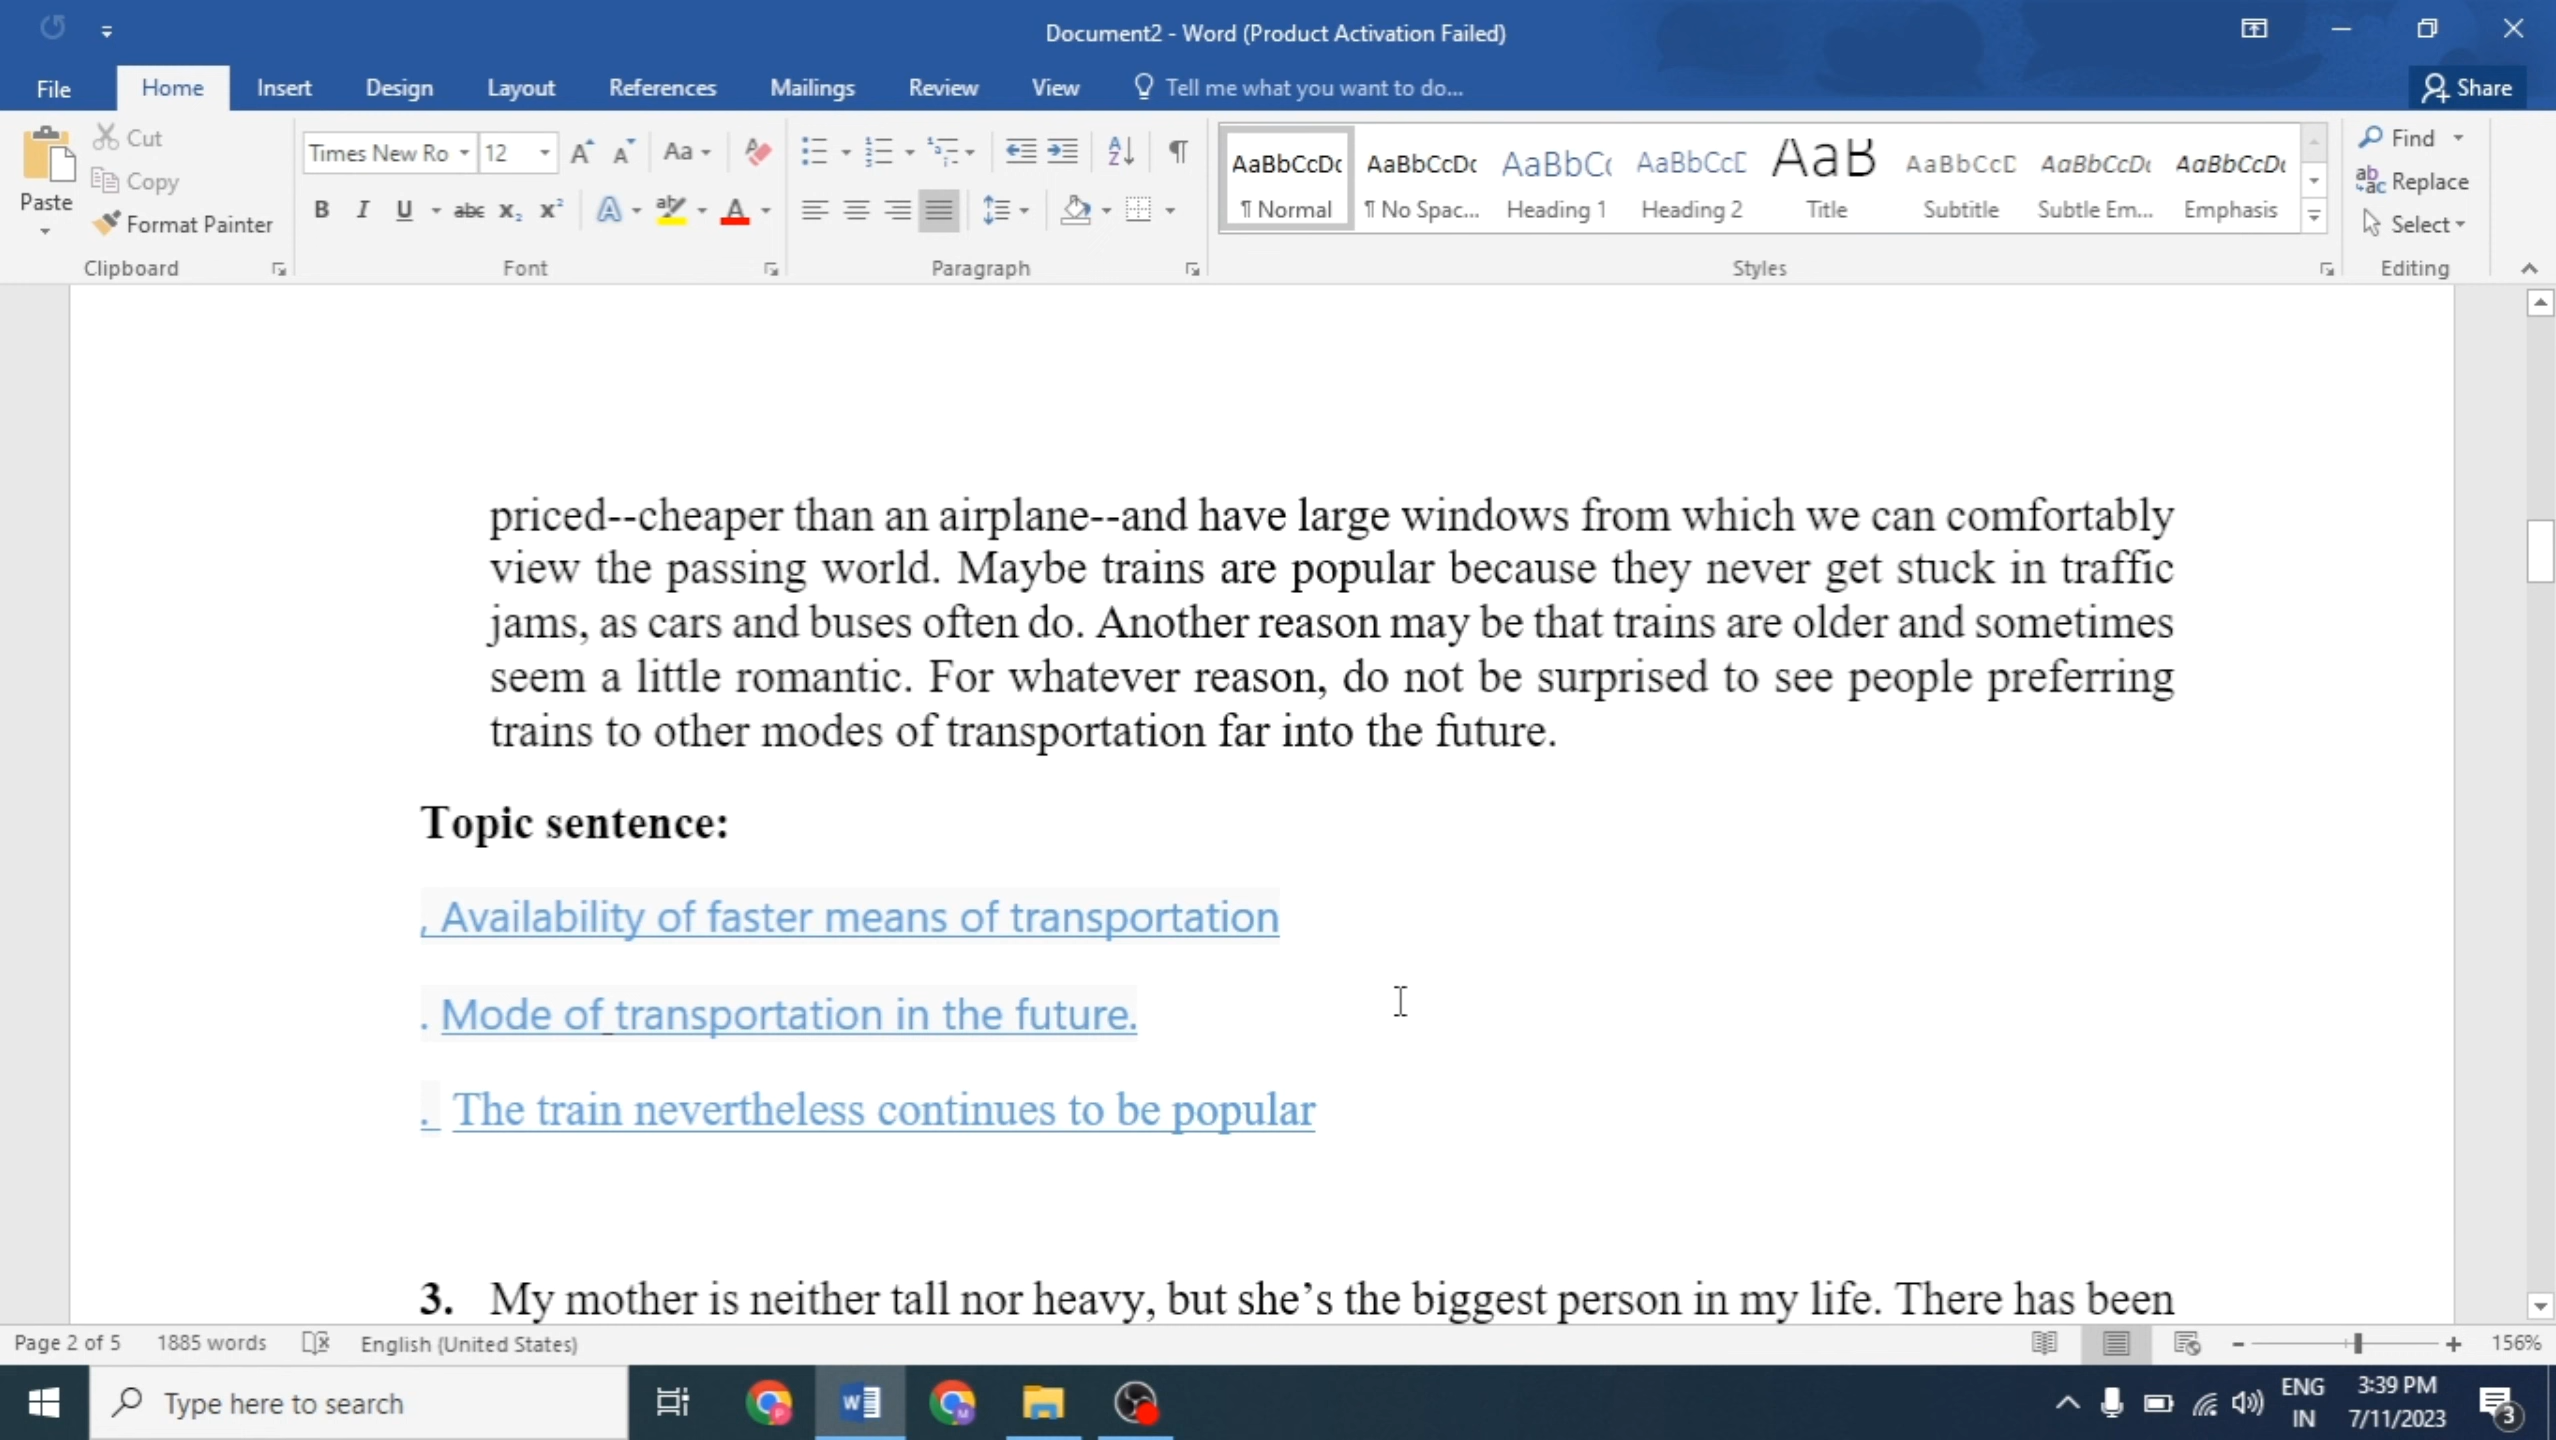 Document2 - Word (Product Activation Failed)
File Home Insert Design Layout References Mailings Review View Tell me what you want to do... Share
Paste Cut Copy Format Painter
Times New Ro 12 Aa
B I U abc X₂ X² A ab A
AaBbCcDc AaBbCcDc AaBbC( AaBbCcD AaB AaBbCcD AaBbCcDc AaBbCcDc
¶ Normal ¶ No Spac... Heading 1 Heading 2 Title Subtitle Subtle Em... Emphasis
Find Replace Select
Clipboard Font Paragraph Styles Editing
priced--cheaper than an airplane--and have large windows from which we can comfortably
view the passing world. Maybe trains are popular because they never get stuck in traffic
jams, as cars and buses often do. Another reason may be that trains are older and sometimes
seem a little romantic. For whatever reason, do not be surprised to see people preferring
trains to other modes of transportation far into the future.
Topic sentence:
, Availability of faster means of transportation
. Mode of transportation in the future.
. The train nevertheless continues to be popular
3. My mother is neither tall nor heavy, but she’s the biggest person in my life. There has been
Page 2 of 5 1885 words English (United States) 156%
Type here to search
ENG 3:39 PM
IN 7/11/2023 3